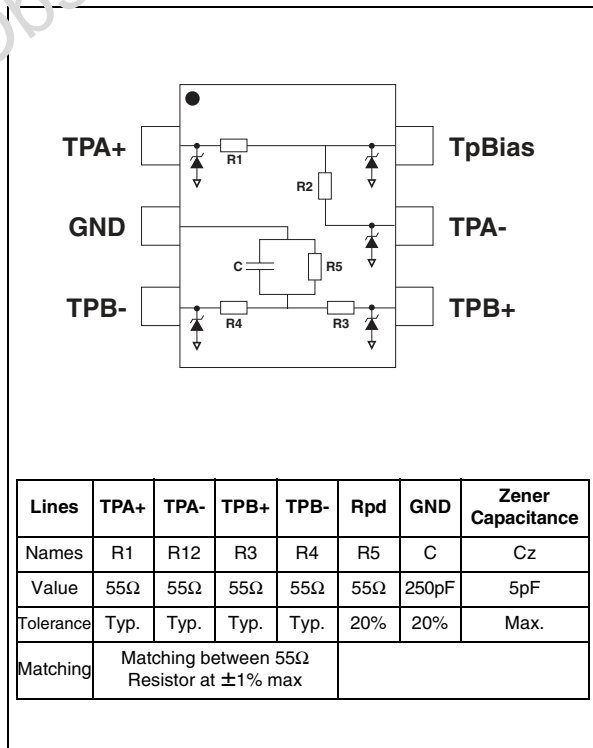 TPA+
R1
TpBias
R2
GND
TPA-
C
R5
TPB-
R4
R3
TPB+
Lines TPA+ TPA- TPB+ TPB- Rpd GND Zener Capacitance
Names R1 R12 R3 R4 R5 C Cz
Value 55Ω 55Ω 55Ω 55Ω 55Ω 250pF 5pF
Tolerance Typ. Typ. Typ. Typ. 20% 20% Max.
Matching Matching between 55Ω
Resistor at ±1% max